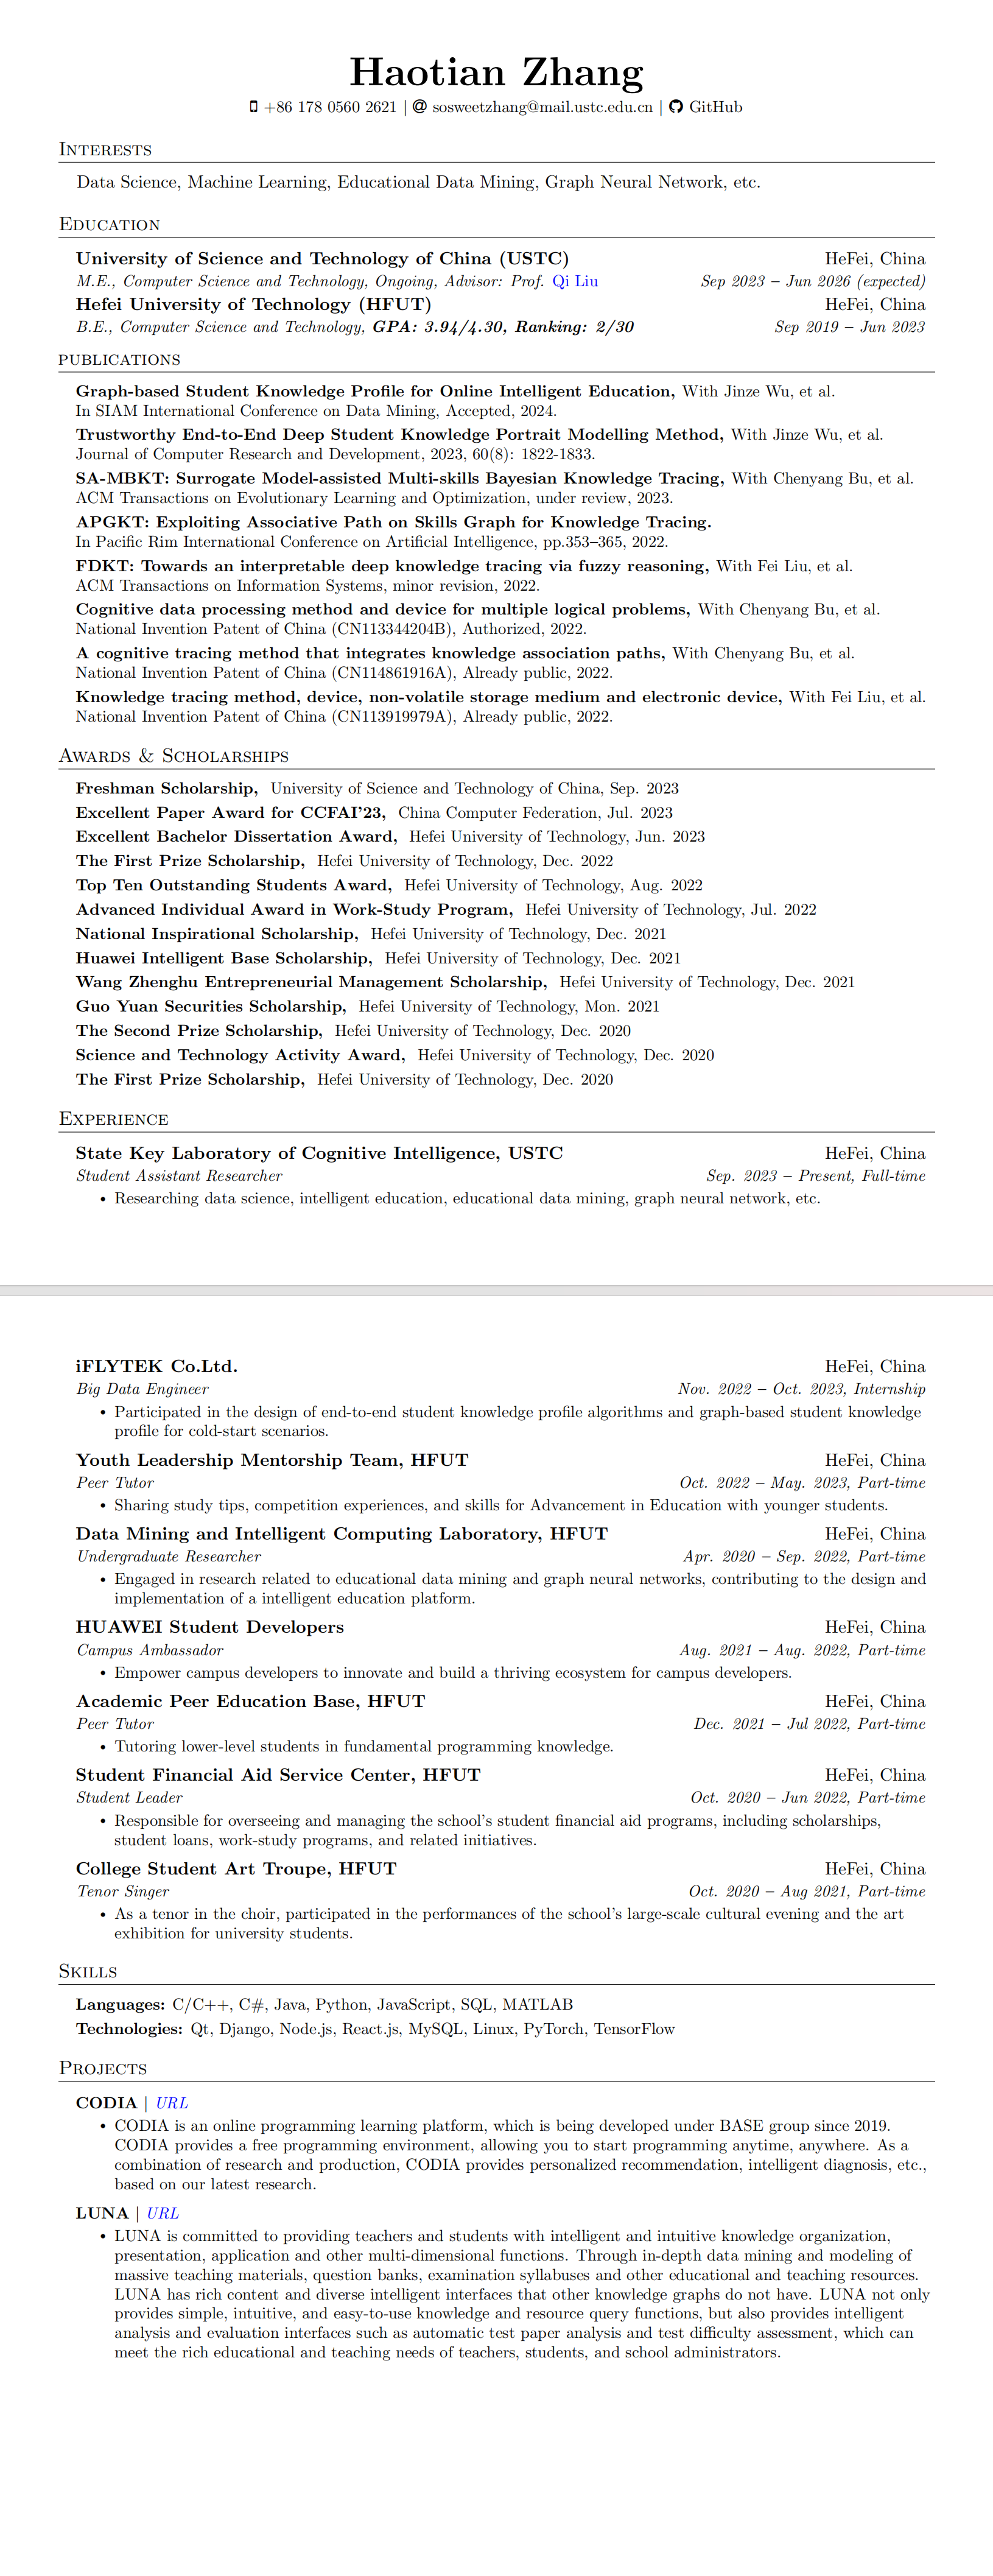 Haotian Zhang
+86 178 0560 2621 | sosweetzhang@mail.ustc.edu.cn | GitHub
Interests
Data Science, Machine Learning, Educational Data Mining, Graph Neural Network, etc.
Education
University of Science and Technology of China (USTC) HeFei, China
M.E., Computer Science and Technology, Ongoing, Advisor: Prof. Qi Liu Sep 2023 – Jun 2026 (expected)
Hefei University of Technology (HFUT) HeFei, China
B.E., Computer Science and Technology, GPA: 3.94/4.30, Ranking: 2/30 Sep 2019 – Jun 2023
publications
Graph-based Student Knowledge Profile for Online Intelligent Education, With Jinze Wu, et al.
In SIAM International Conference on Data Mining, Accepted, 2024.
Trustworthy End-to-End Deep Student Knowledge Portrait Modelling Method, With Jinze Wu, et al.
Journal of Computer Research and Development, 2023, 60(8): 1822-1833.
SA-MBKT: Surrogate Model-assisted Multi-skills Bayesian Knowledge Tracing, With Chenyang Bu, et al.
ACM Transactions on Evolutionary Learning and Optimization, under review, 2023.
APGKT: Exploiting Associative Path on Skills Graph for Knowledge Tracing.
In Pacific Rim International Conference on Artificial Intelligence, pp.353–365, 2022.
FDKT: Towards an interpretable deep knowledge tracing via fuzzy reasoning, With Fei Liu, et al.
ACM Transactions on Information Systems, minor revision, 2022.
Cognitive data processing method and device for multiple logical problems, With Chenyang Bu, et al.
National Invention Patent of China (CN113344204B), Authorized, 2022.
A cognitive tracing method that integrates knowledge association paths, With Chenyang Bu, et al.
National Invention Patent of China (CN114861916A), Already public, 2022.
Knowledge tracing method, device, non-volatile storage medium and electronic device, With Fei Liu, et al.
National Invention Patent of China (CN113919979A), Already public, 2022.
Awards & Scholarships
Freshman Scholarship, University of Science and Technology of China, Sep. 2023
Excellent Paper Award for CCFAI'23, China Computer Federation, Jul. 2023
Excellent Bachelor Dissertation Award, Hefei University of Technology, Jun. 2023
The First Prize Scholarship, Hefei University of Technology, Dec. 2022
Top Ten Outstanding Students Award, Hefei University of Technology, Aug. 2022
Advanced Individual Award in Work-Study Program, Hefei University of Technology, Jul. 2022
National Inspirational Scholarship, Hefei University of Technology, Dec. 2021
Huawei Intelligent Base Scholarship, Hefei University of Technology, Dec. 2021
Wang Zhenghu Entrepreneurial Management Scholarship, Hefei University of Technology, Dec. 2021
Guo Yuan Securities Scholarship, Hefei University of Technology, Mon. 2021
The Second Prize Scholarship, Hefei University of Technology, Dec. 2020
Science and Technology Activity Award, Hefei University of Technology, Dec. 2020
The First Prize Scholarship, Hefei University of Technology, Dec. 2020
Experience
State Key Laboratory of Cognitive Intelligence, USTC HeFei, China
Student Assistant Researcher Sep. 2023 – Present, Full-time
• Researching data science, intelligent education, educational data mining, graph neural network, etc.
iFLYTEK Co.Ltd. HeFei, China
Big Data Engineer Nov. 2022 – Oct. 2023, Internship
• Participated in the design of end-to-end student knowledge profile algorithms and graph-based student knowledge
profile for cold-start scenarios.
Youth Leadership Mentorship Team, HFUT HeFei, China
Peer Tutor Oct. 2022 – May. 2023, Part-time
• Sharing study tips, competition experiences, and skills for Advancement in Education with younger students.
Data Mining and Intelligent Computing Laboratory, HFUT HeFei, China
Undergraduate Researcher Apr. 2020 – Sep. 2022, Part-time
• Engaged in research related to educational data mining and graph neural networks, contributing to the design and
implementation of a intelligent education platform.
HUAWEI Student Developers HeFei, China
Campus Ambassador Aug. 2021 – Aug. 2022, Part-time
• Empower campus developers to innovate and build a thriving ecosystem for campus developers.
Academic Peer Education Base, HFUT HeFei, China
Peer Tutor Dec. 2021 – Jul 2022, Part-time
• Tutoring lower-level students in fundamental programming knowledge.
Student Financial Aid Service Center, HFUT HeFei, China
Student Leader Oct. 2020 – Jun 2022, Part-time
• Responsible for overseeing and managing the school's student financial aid programs, including scholarships,
student loans, work-study programs, and related initiatives.
College Student Art Troupe, HFUT HeFei, China
Tenor Singer Oct. 2020 – Aug 2021, Part-time
• As a tenor in the choir, participated in the performances of the school's large-scale cultural evening and the art
exhibition for university students.
Skills
Languages: C/C++, C#, Java, Python, JavaScript, SQL, MATLAB
Technologies: Qt, Django, Node.js, React.js, MySQL, Linux, PyTorch, TensorFlow
Projects
CODIA | URL
• CODIA is an online programming learning platform, which is being developed under BASE group since 2019.
CODIA provides a free programming environment, allowing you to start programming anytime, anywhere. As a
combination of research and production, CODIA provides personalized recommendation, intelligent diagnosis, etc.,
based on our latest research.
LUNA | URL
• LUNA is committed to providing teachers and students with intelligent and intuitive knowledge organization,
presentation, application and other multi-dimensional functions. Through in-depth data mining and modeling of
massive teaching materials, question banks, examination syllabuses and other educational and teaching resources.
LUNA has rich content and diverse intelligent interfaces that other knowledge graphs do not have. LUNA not only
provides simple, intuitive, and easy-to-use knowledge and resource query functions, but also provides intelligent
analysis and evaluation interfaces such as automatic test paper analysis and test difficulty assessment, which can
meet the rich educational and teaching needs of teachers, students, and school administrators.